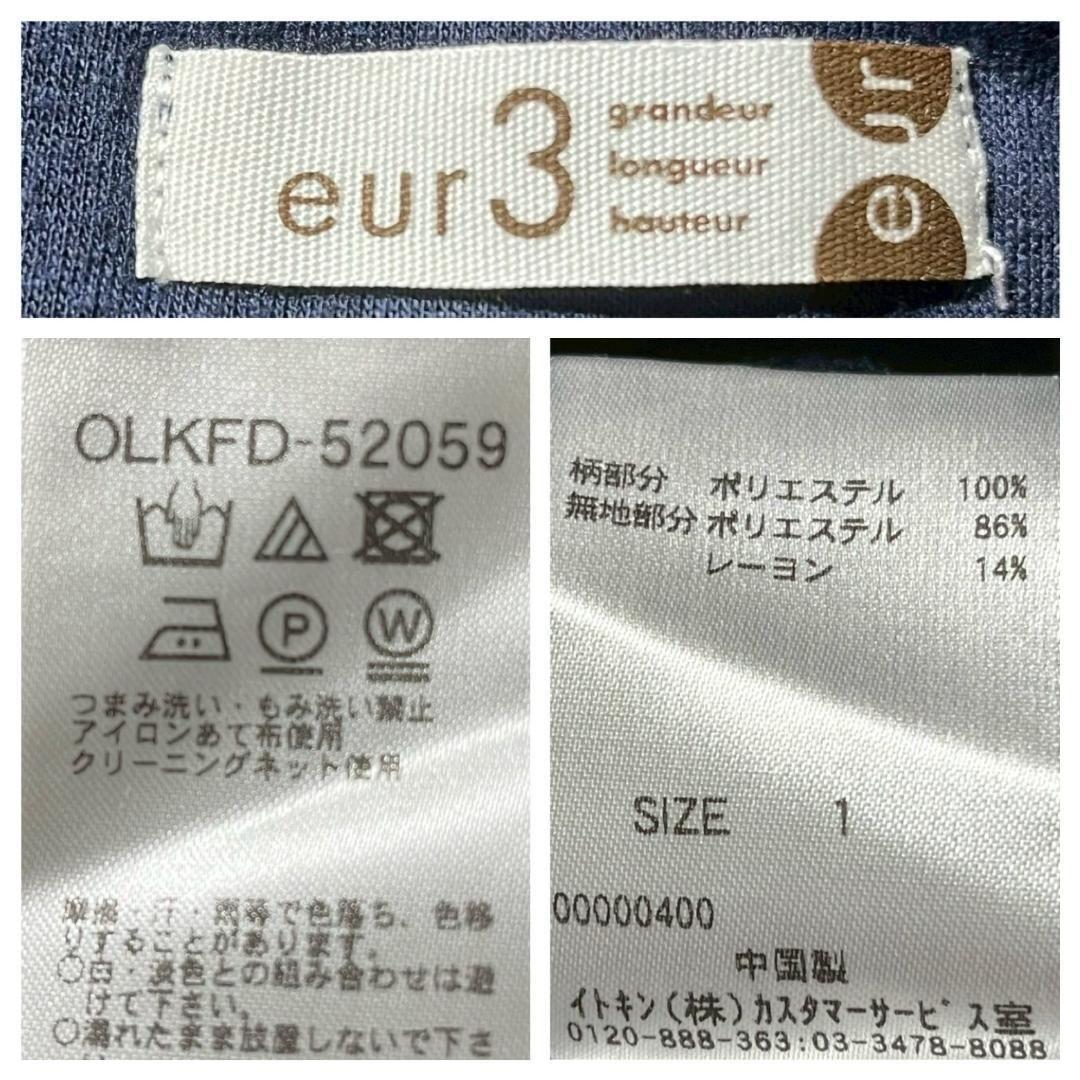 eur3
grandeur
longueur
hauteur
e ur
OLKFD-52059
P W
つまみ洗い・もみ洗い禁止
アイロンあて布使用
クリーニングネット使用
摩擦・汗・雨等で色落ち、色移
りすることがあります。
○白・淡色との組み合わせは避
けて下さい。
○濡れたまま放置しないで下さ
柄部分 ポリエステル 100%
無地部分 ポリエステル 86%
レーヨン 14%
SIZE 1
00000400
中国製
イトキン(株)カスタマーサービス室
0120-888-363:03-3478-8088